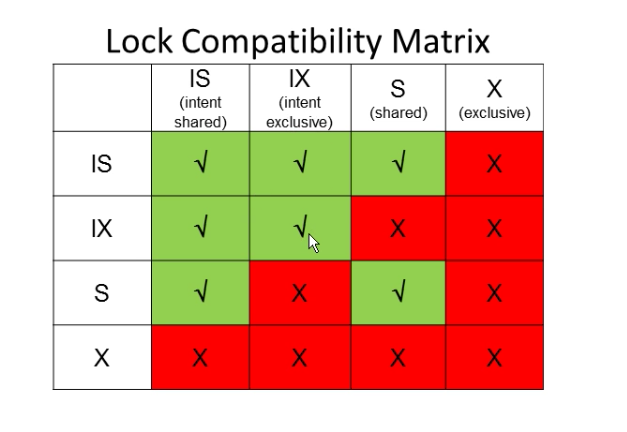 Lock Compatibility Matrix
IS (intent shared) IX (intent exclusive) S (shared) X (exclusive)
IS √ √ √ X
IX √ √ X X
S √ X √ X
X X X X X